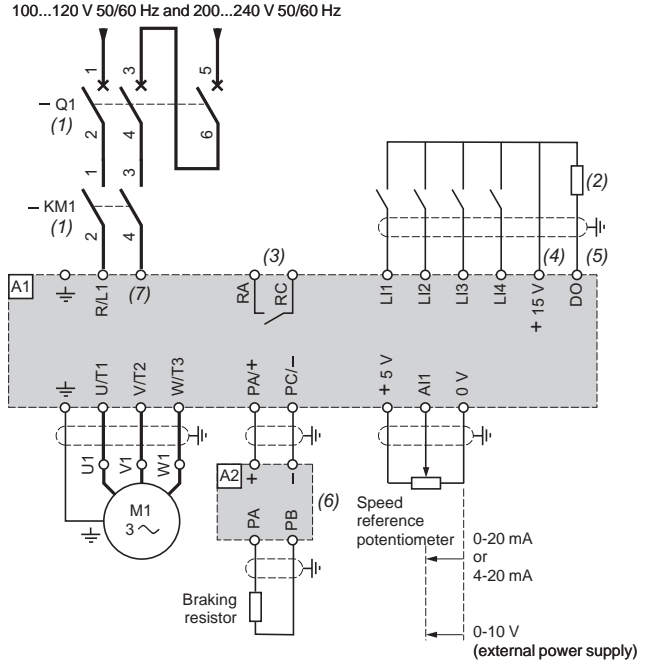 100...120 V 50/60 Hz and 200...240 V 50/60 Hz
1
3
5
– Q1
(1)
2
4
6
1
3
– KM1
(1)
2
4
(2)
(3)
(4)
(5)
A1
R/L1
(7)
RA
RC
LI1
LI2
LI3
LI4
+ 15 V
DO
U/T1
V/T2
W/T3
PA/+
PC/–
+ 5 V
AI1
0 V
U1
V1
W1
M1
3 ~
A2
+
–
(6)
PA
PB
Speed
reference
potentiometer
0-20 mA
or
4-20 mA
Braking
resistor
0-10 V
(external power supply)